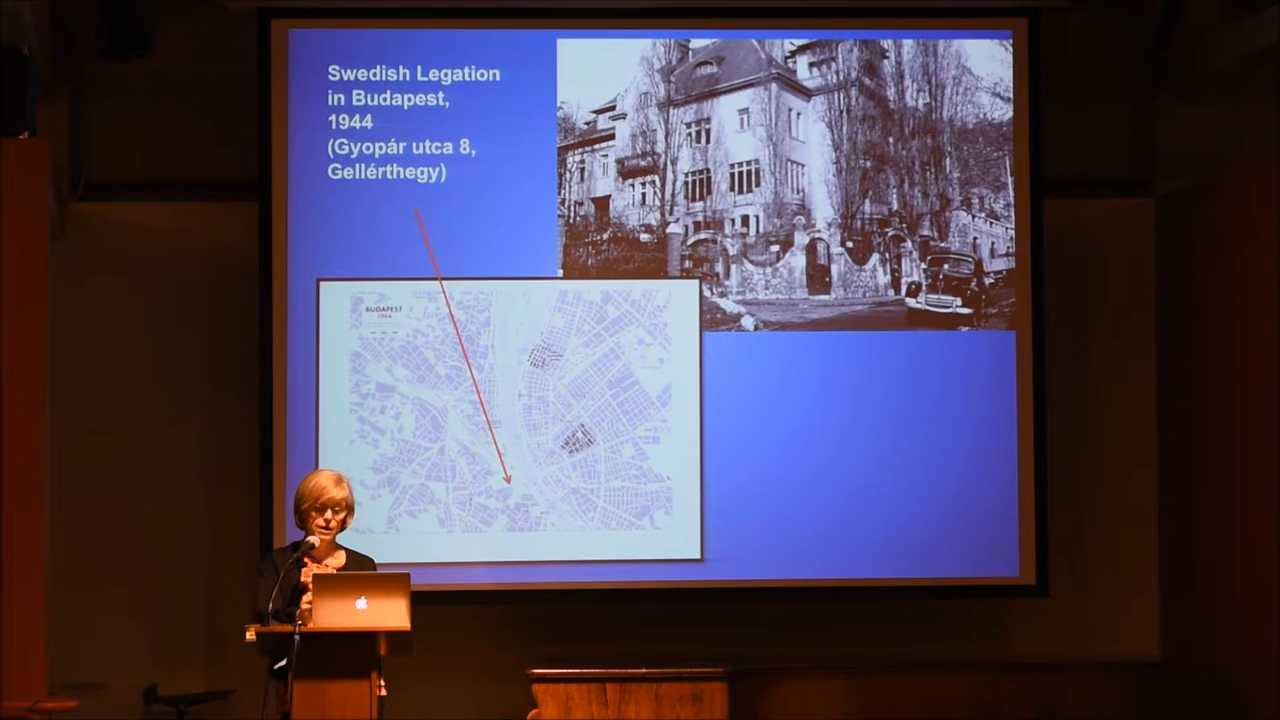 Swedish Legation
in Budapest,
1944
(Gyopár utca 8,
Gellérthegy)
BUDAPEST
1944